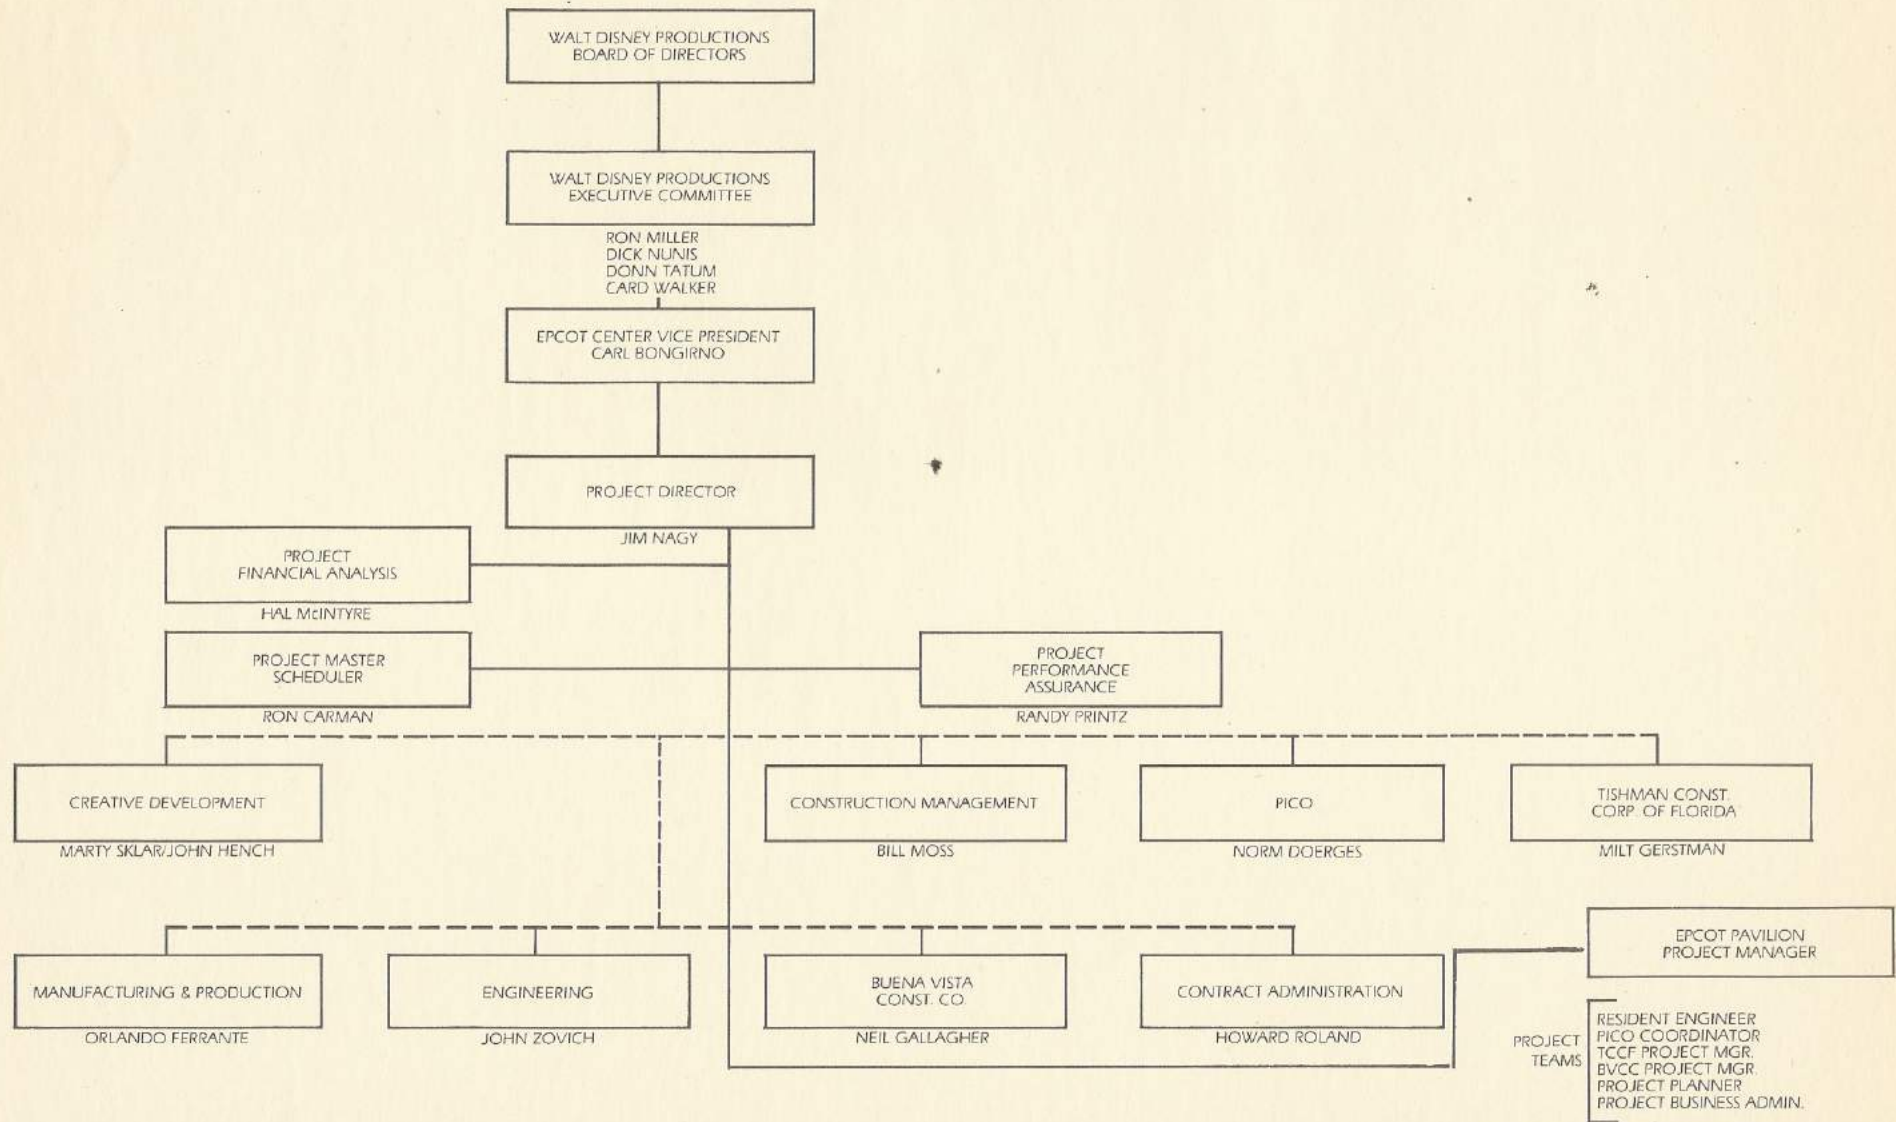 WALT DISNEY PRODUCTIONS
BOARD OF DIRECTORS
WALT DISNEY PRODUCTIONS
EXECUTIVE COMMITTEE
RON MILLER
DICK NUNIS
DONN TATUM
CARD WALKER
EPCOT CENTER VICE PRESIDENT
CARL BONGIRNO
PROJECT DIRECTOR
JIM NAGY
PROJECT
FINANCIAL ANALYSIS
HAL McINTYRE
PROJECT MASTER
SCHEDULER
RON CARMAN
PROJECT
PERFORMANCE
ASSURANCE
RANDY PRINTZ
CREATIVE DEVELOPMENT
MARTY SKLAR/JOHN HENCH
CONSTRUCTION MANAGEMENT
BILL MOSS
PICO
NORM DOERGES
TISHMAN CONST.
CORP. OF FLORIDA
MILT GERSTMAN
MANUFACTURING & PRODUCTION
ORLANDO FERRANTE
ENGINEERING
JOHN ZOVICH
BUENA VISTA
CONST. CO.
NEIL GALLAGHER
CONTRACT ADMINISTRATION
HOWARD ROLAND
EPCOT PAVILION
PROJECT MANAGER
PROJECT
TEAMS
RESIDENT ENGINEER
PICO COORDINATOR
TCCF PROJECT MGR.
BVCC PROJECT MGR.
PROJECT PLANNER
PROJECT BUSINESS ADMIN.